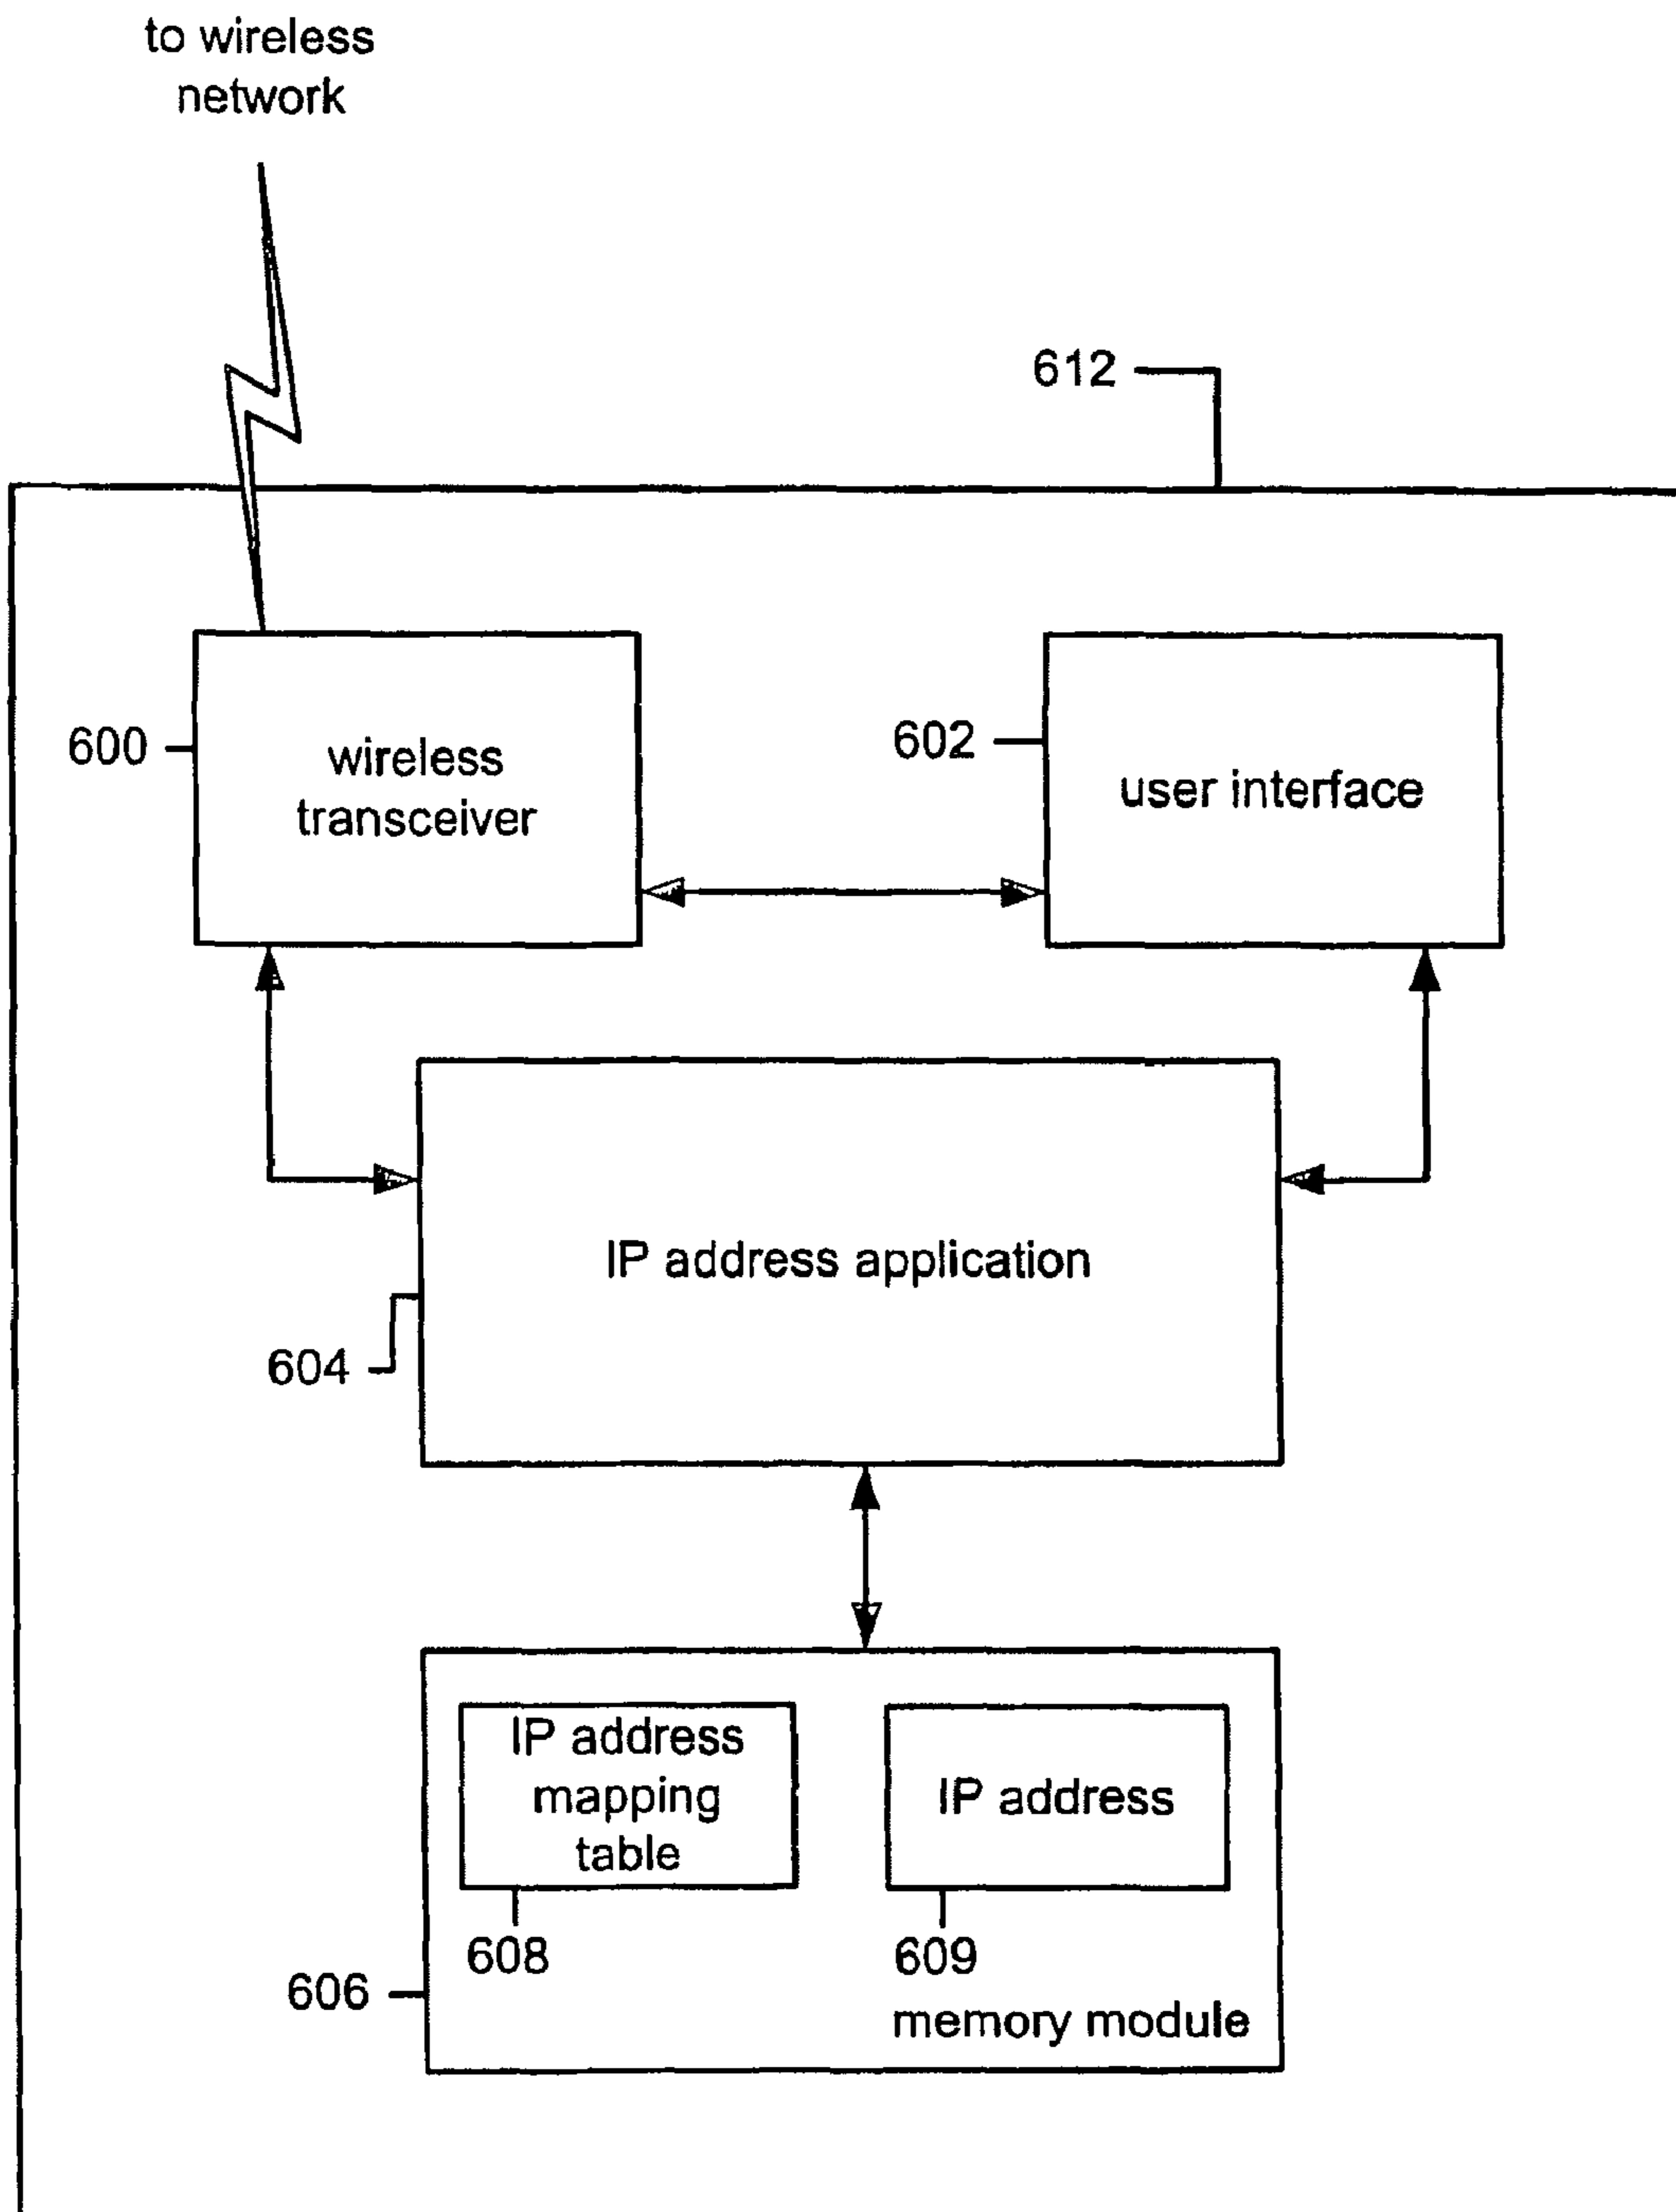 to wireless
network
612
600
wireless
transceiver
602
user interface
IP address application
604
IP address
mapping
table
IP address
608
609
606
memory module